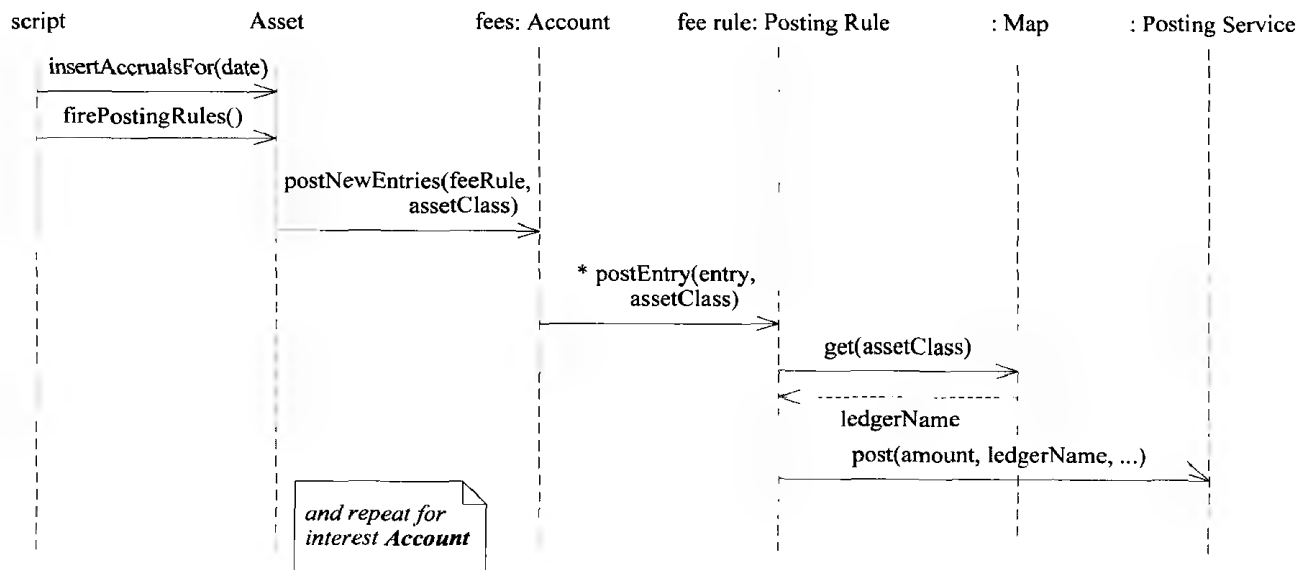 script Asset fees: Account fee rule: Posting Rule : Map : Posting Service
insertAccrualsFor(date)
firePostingRules()
postNewEntries(feeRule,
assetClass)
* postEntry(entry,
assetClass)
get(assetClass)
ledgerName
post(amount, ledgerName, ...)
and repeat for
interest Account